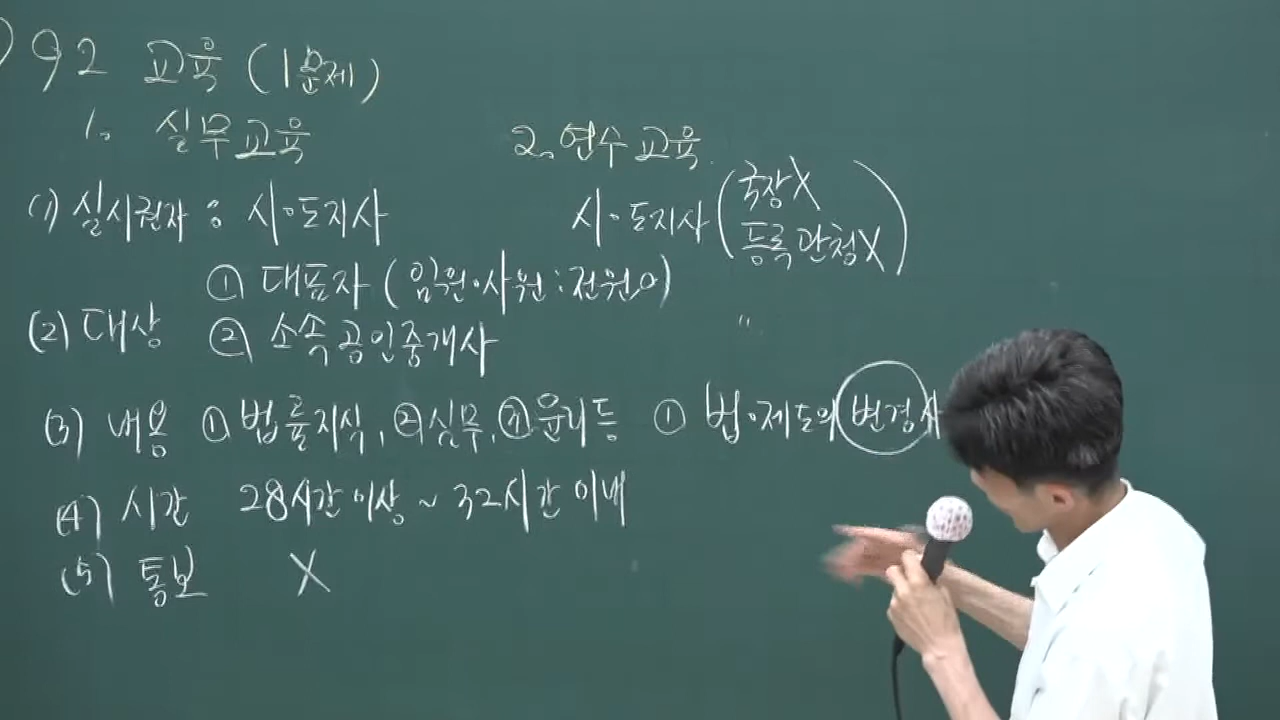 92 교육 (1문제)
1. 실무교육
2. 연수교육
(1) 실시권자 : 시·도지사
시·도지사 (국장X
등록관청X)
① 대표자 (임원·사원:전원O)
(2) 대상 ② 소속공인중개사 〃
(3) 내용 ① 법률지식, ② 실무, ③ 윤리등 ① 법·제도의 변경사
(4) 시간 28시간 이상 ~ 32시간 이내
(5) 통보 X